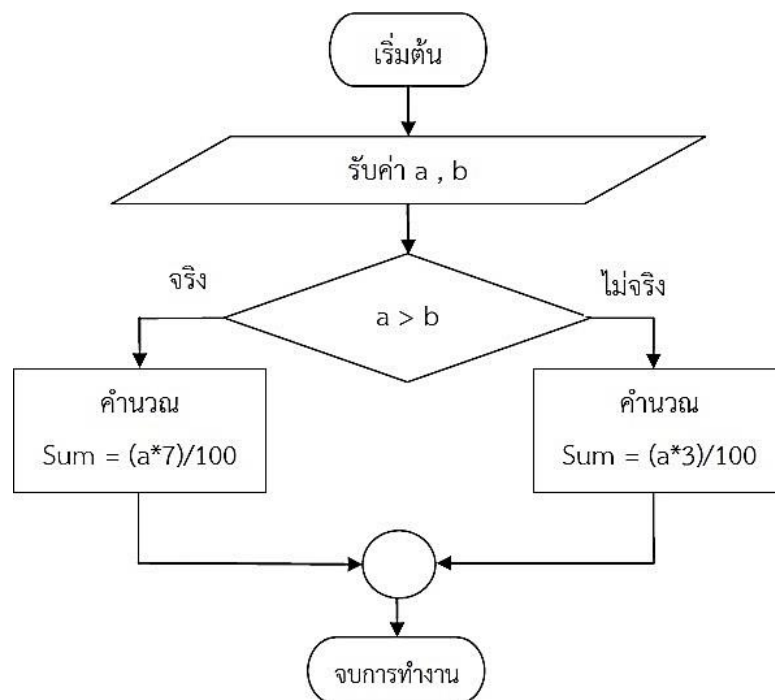 เริ่มต้น
รับค่า a , b
จริง
ไม่จริง
a > b
คำนวณ
Sum = (a*7)/100
คำนวณ
Sum = (a*3)/100
จบการทำงาน